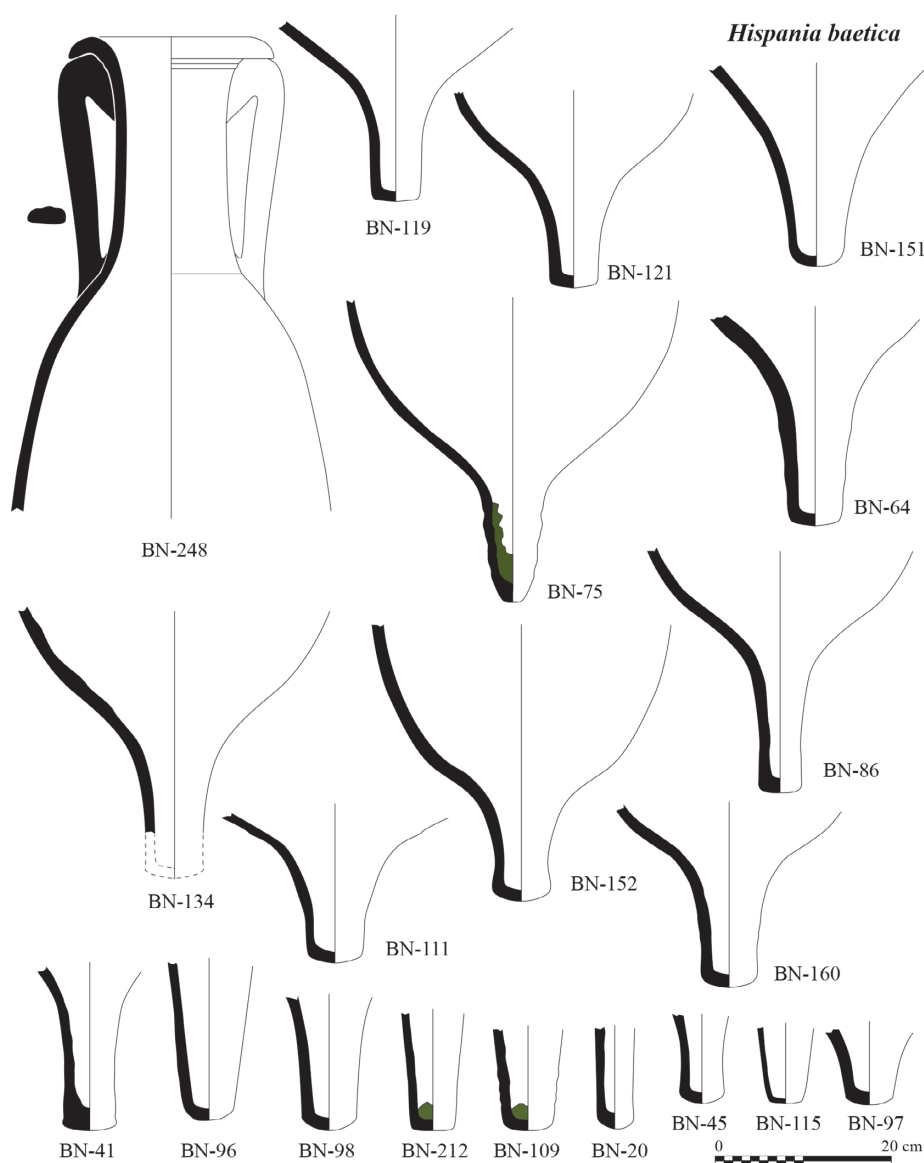 Hispania baetica
BN-119
BN-121
BN-151
BN-248
BN-75
BN-64
BN-134
BN-111
BN-152
BN-86
BN-160
BN-41
BN-96
BN-98
BN-212
BN-109
BN-20
BN-45
BN-115
BN-97
0 20 cm